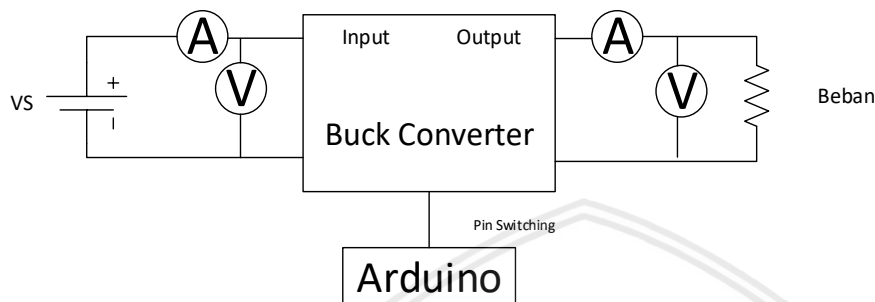 A
A
Input Output
V
V
+
VS
Beban
Buck Converter
Pin Switching
Arduino